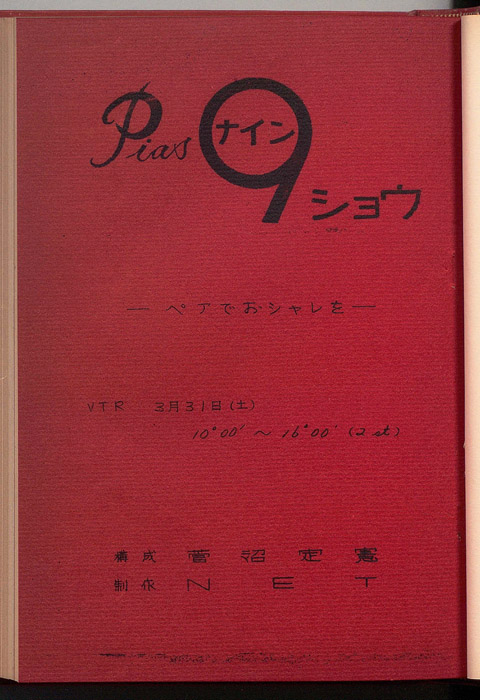 Pias ナイン 9 ショウ
― ペアでおシャレを ―
VTR 3月31日(土)
10°00′ ～ 16°00′ (2 st)
構成 菅沼定憲
制作 NET